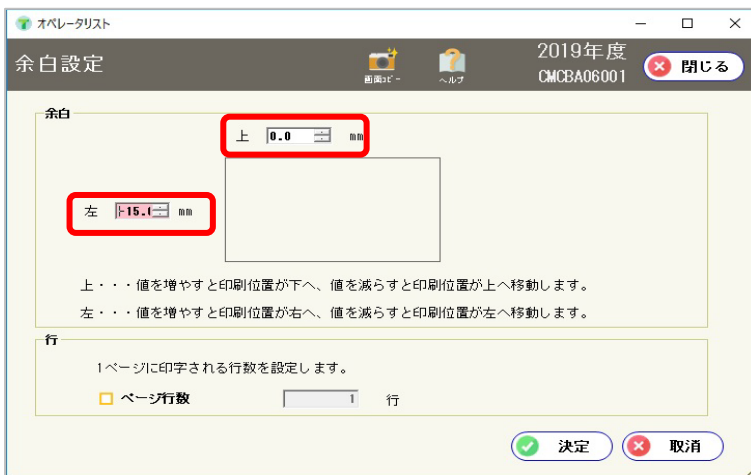 オペレータリスト
余白設定
画面コピー
ヘルプ
2019年度
CMCBA06001
閉じる
余白
上 0.0 mm
左 mm
上・・・値を増やすと印刷位置が下へ、値を減らすと印刷位置が上へ移動します。
左・・・値を増やすと印刷位置が右へ、値を減らすと印刷位置が左へ移動します。
行
1ページに印字される行数を設定します。
ページ行数 1 行
決定
取消